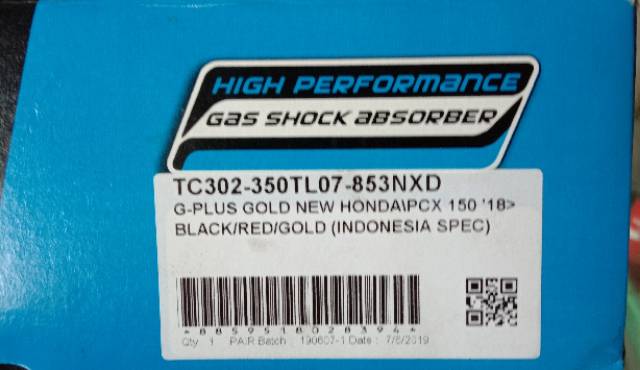 HIGH PERFORMANCE
Gas SHOCK aBSORBER
TC302-350TL07-853NXD
G-PLUS GOLD NEW HONDA\PCX 150 '18>
BLACK/RED/GOLD (INDONESIA SPEC)
*8859518028394*
Qty 1 PAIR Batch : 190607-1 Date : 7/6/2019